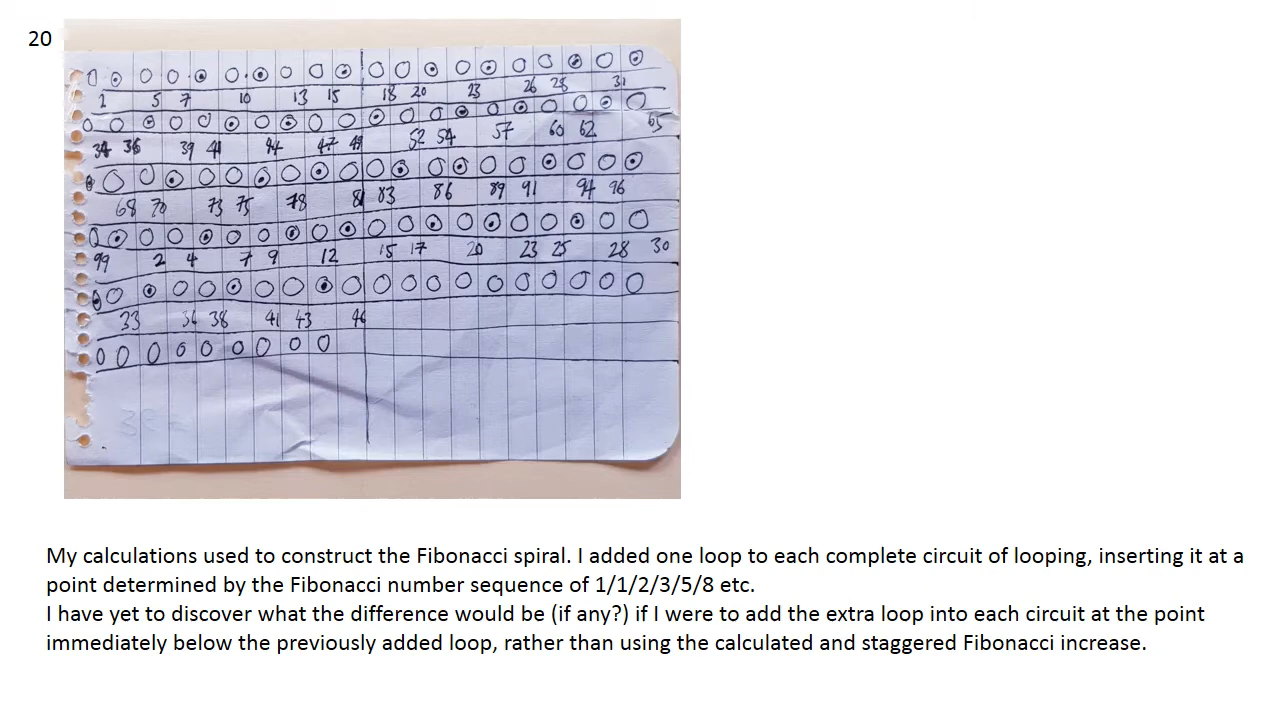 20
2 5 7 10 13 15 18 20 23 26 28 31
34 36 39 41 44 47 49 52 54 57 60 62 65
68 70 73 75 78 81 83 86 89 91 94 96
99 2 4 7 9 12 15 17 20 23 25 28 30
33 36 38 41 43 46
My calculations used to construct the Fibonacci spiral. I added one loop to each complete circuit of looping, inserting it at a
point determined by the Fibonacci number sequence of 1/1/2/3/5/8 etc.
I have yet to discover what the difference would be (if any?) if I were to add the extra loop into each circuit at the point
immediately below the previously added loop, rather than using the calculated and staggered Fibonacci increase.